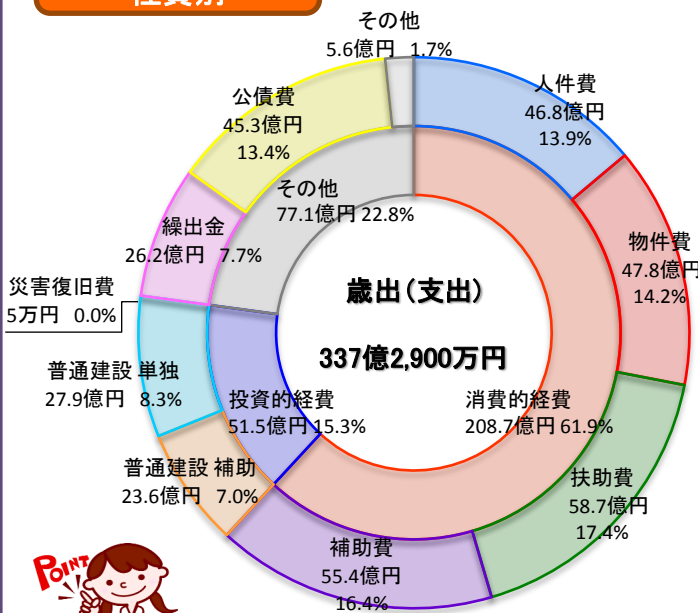 性質別
その他
5.6億円 1.7%
人件費
46.8億円
13.9%
公債費
45.3億円
13.4%
その他
77.1億円 22.8%
物件費
47.8億円
14.2%
繰出金
26.2億円 7.7%
歳出(支出)
337億2,900万円
災害復旧費
5万円 0.0%
普通建設 単独
27.9億円 8.3%
投資的経費
51.5億円 15.3%
消費的経費
208.7億円 61.9%
普通建設 補助
23.6億円 7.0%
扶助費
58.7億円
17.4%
補助費
55.4億円
16.4%
POINT